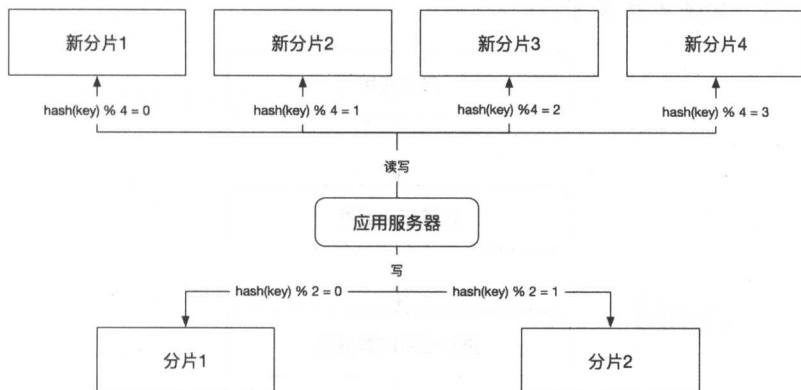 新分片1
新分片2
新分片3
新分片4
hash(key) % 4 = 0
hash(key) % 4 = 1
hash(key) %4 = 2
hash(key) % 4 = 3
读写
应用服务器
写
hash(key) % 2 = 0
hash(key) % 2 = 1
分片1
分片2